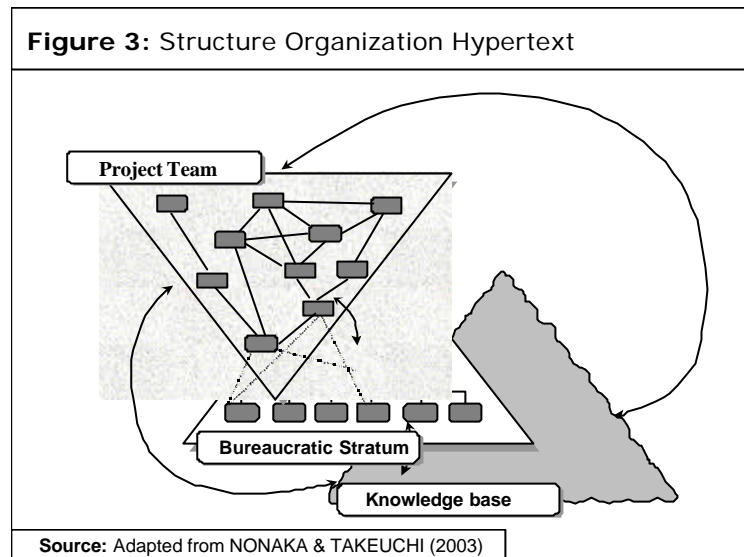 Figure 3: Structure Organization Hypertext
Project Team
Bureaucratic Stratum
Knowledge base
Source: Adapted from NONAKA & TAKEUCHI (2003)